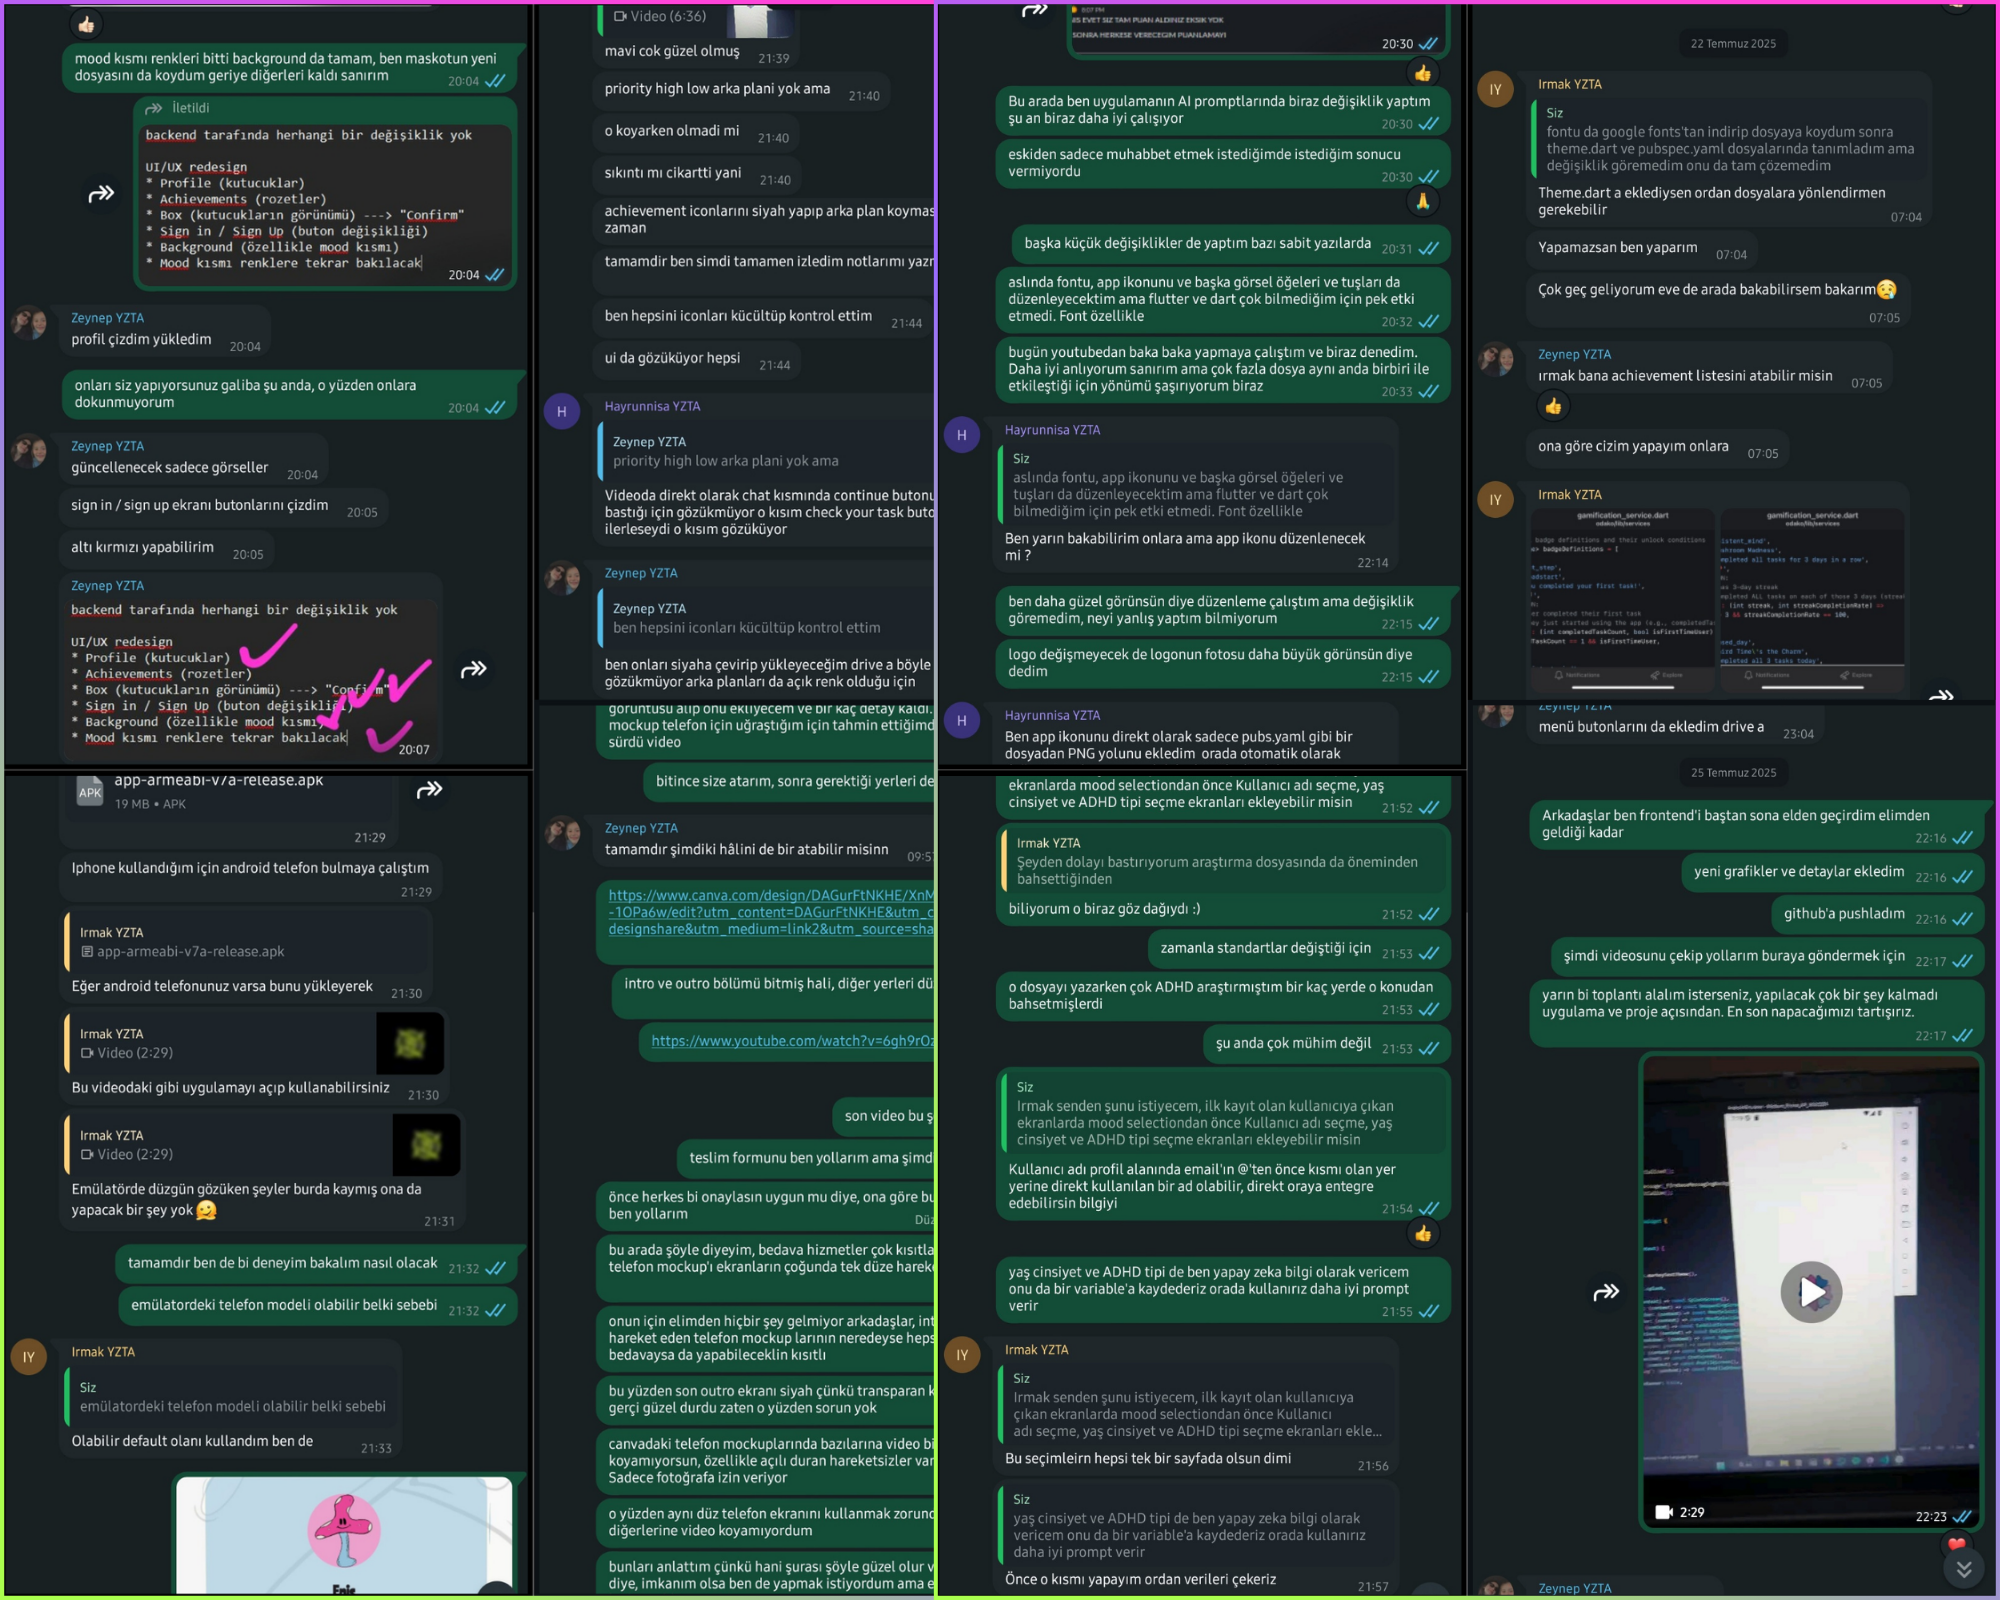 mood kısmı renkleri bitti background da tamam, ben maskotun yeni
dosyasını da koydum geriye diğerleri kaldı sanırım
20:04
İletildi
backend tarafında herhangi bir değişiklik yok
UI/UX redesign
* Profile (kutucuklar)
* Achievements (rozetler)
* Box (kutucukların görünümü) ---> "Confirm"
* Sign in / Sign Up (buton değişikliği)
* Background (özellikle mood kısmı)
* Mood kısmı renklere tekrar bakılacak
20:04
Zeynep YZTA
profil çizdim yükledim 20:04
onları siz yapıyorsunuz galiba şu anda, o yüzden onlara
dokunmuyorum
20:04
Zeynep YZTA
güncellenecek sadece görseller 20:04
sign in / sign up ekranı butonlarını çizdim 20:05
altı kırmızı yapabilirim 20:05
Zeynep YZTA
backend tarafında herhangi bir değişiklik yok
UI/UX redesign
* Profile (kutucuklar)
* Achievements (rozetler)
* Box (kutucukların görünümü) ---> "Confirm"
* Sign in / Sign Up (buton değişikliği)
* Background (özellikle mood kısmı)
* Mood kısmı renklere tekrar bakılacak
20:07
Video (6:36)
mavi cok güzel olmuş 21:39
priority high low arka plani yok ama 21:40
o koyarken olmadi mi 21:40
sıkıntı mı cikartti yani 21:40
achievement iconlarını siyah yapıp arka plan koymas
zaman
tamamdir ben simdi tamamen izledim notlarımı yazr
ben hepsini iconları kücültüp kontrol ettim 21:44
ui da gözüküyor hepsi 21:44
H
Hayrunnisa YZTA
Zeynep YZTA
priority high low arka plani yok ama
Videoda direkt olarak chat kısmında continue butonu
bastığı için gözükmüyor o kısım check your task buto
ilerleseydi o kısım gözüküyor
Zeynep YZTA
Zeynep YZTA
ben hepsini iconları kücültüp kontrol ettim
ben onları siyaha çevirip yükleyeceğim drive a böyle
gözükmüyor arka planları da açık renk olduğu için
app-armeabi-v7a-release.apk
APK
19 MB • APK
21:29
Iphone kullandığım için android telefon bulmaya çalıştım
21:29
Irmak YZTA
app-armeabi-v7a-release.apk
Eğer android telefonunuz varsa bunu yükleyerek 21:30
Irmak YZTA
Video (2:29)
Bu videodaki gibi uygulamayı açıp kullanabilirsiniz 21:30
Irmak YZTA
Video (2:29)
Emülatörde düzgün gözüken şeyler burda kaymış ona da
yapacak bir şey yok🫠
21:31
tamamdır ben de bi deneyim bakalım nasıl olacak 21:32
emülatordeki telefon modeli olabilir belki sebebi 21:32
IY
Irmak YZTA
Siz
emülatordeki telefon modeli olabilir belki sebebi
Olabilir default olanı kullandım ben de 21:33
goruntusu alıp onu ekliyecem ve bir kaç detay kaldı.
mockup telefon için uğraştığım için tahmin ettiğimd
sürdü video
bitince size atarım, sonra gerektiği yerleri de
Zeynep YZTA
tamamdır şimdiki hâlini de bir atabilir misinn
https://www.canva.com/design/DAGurFtNKHE/XnM
-1OPa6w/edit?utm_content=DAGurFtNKHE&utm_c
designshare&utm_medium=link2&utm_source=sha
intro ve outro bölümü bitmiş hali, diğer yerleri dü
https://www.youtube.com/watch?v=6gh9rOz
son video bu ş
teslim formunu ben yollarım ama şimd
önce herkes bi onaylasın uygun mu diye, ona göre bu
ben yollarım
Düz
bu arada şöyle diyeyim, bedava hizmetler çok kısıtla
telefon mockup'ı ekranların çoğunda tek düze hareke
onun için elimden hiçbir şey gelmiyor arkadaşlar, int
hareket eden telefon mockup larının neredeyse heps
bedavaysa da yapabileceklin kısıtlı
bu yüzden son outro ekranı siyah çünkü transparan k
gerçi güzel durdu zaten o yüzden sorun yok
canvadaki telefon mockuplarında bazılarına video bi
koyamıyorsun, özellikle açılı duran hareketsizler var
Sadece fotoğrafa izin veriyor
o yüzden aynı düz telefon ekranını kullanmak zorund
diğerlerine video koyamıyordum
bunları anlattım çünkü hani şurası şöyle güzel olur v
diye, imkanım olsa ben de yapmak istiyordum ama e
8:07 PM
IS EVET SIZ TAM PUAN ALDINIZ EKSIK YOK
SONRA HERKESE VERECEGIM PUANLAMAYI
20:30
Bu arada ben uygulamanın AI promptlarında biraz değişiklik yaptım
şu an biraz daha iyi çalışıyor
20:30
eskiden sadece muhabbet etmek istediğimde istediğim sonucu
vermiyordu
20:30
başka küçük değişiklikler de yaptım bazı sabit yazılarda 20:31
aslında fontu, app ikonunu ve başka görsel öğeleri ve tuşları da
düzenleyecektim ama flutter ve dart çok bilmediğim için pek etki
etmedi. Font özellikle
20:32
bugün youtubedan baka baka yapmaya çalıştım ve biraz denedim.
Daha iyi anlıyorum sanırım ama çok fazla dosya aynı anda birbiri ile
etkileştiği için yönümü şaşırıyorum biraz
20:33
H
Hayrunnisa YZTA
Siz
aslında fontu, app ikonunu ve başka görsel öğeleri ve
tuşları da düzenleyecektim ama flutter ve dart çok
bilmediğim için pek etki etmedi. Font özellikle
Ben yarın bakabilirim onlara ama app ikonu düzenlenecek
mi ?
22:14
ben daha güzel görünsün diye düzenleme çalıştım ama değişiklik
göremedim, neyi yanlış yaptım bilmiyorum
22:15
logo değişmeyecek de logonun fotosu daha büyük görünsün diye
dedim
22:15
H
Hayrunnisa YZTA
Ben app ikonunu direkt olarak sadece pubs.yaml gibi bir
dosyadan PNG yolunu ekledim orada otomatik olarak
ekranlarda mood selectiondan önce Kullanıcı adı seçme, yaş
cinsiyet ve ADHD tipi seçme ekranları ekleyebilir misin
21:52
Irmak YZTA
Şeyden dolayı bastırıyorum araştırma dosyasında da öneminden
bahsettiğinden
biliyorum o biraz göz dağıydı :)
21:52
zamanla standartlar değiştiği için 21:53
o dosyayı yazarken çok ADHD araştırmıştım bir kaç yerde o konudan
bahsetmişlerdi
21:53
şu anda çok mühim değil 21:53
Siz
Irmak senden şunu istiyecem, ilk kayıt olan kullanıcıya çıkan
ekranlarda mood selectiondan önce Kullanıcı adı seçme, yaş
cinsiyet ve ADHD tipi seçme ekranları ekleyebilir misin
Kullanıcı adı profil alanında email'ın @'ten önce kısmı olan yer
yerine direkt kullanılan bir ad olabilir, direkt oraya entegre
edebilirsin bilgiyi
21:54
yaş cinsiyet ve ADHD tipi de ben yapay zeka bilgi olarak vericem
onu da bir variable'a kaydederiz orada kullanırız daha iyi prompt
verir
21:55
IY
Irmak YZTA
Siz
Irmak senden şunu istiyecem, ilk kayıt olan kullanıcıya
çıkan ekranlarda mood selectiondan önce Kullanıcı
adı seçme, yaş cinsiyet ve ADHD tipi seçme ekranları ekle...
Bu seçimleirn hepsi tek bir sayfada olsun dimi 21:56
Siz
yaş cinsiyet ve ADHD tipi de ben yapay zeka bilgi olarak
vericem onu da bir variable'a kaydederiz orada kullanırız
daha iyi prompt verir
Önce o kısmı yapayım ordan verileri çekeriz 21:57
22 Temmuz 2025
IY
Irmak YZTA
Siz
fontu da google fonts'tan indirip dosyaya koydum sonra
theme.dart ve pubspec.yaml dosyalarında tanımladım ama
değişiklik göremedim onu da tam çözemedim
Theme.dart a eklediysen ordan dosyalara yönlendirmen
gerekebilir
07:04
Yapamazsan ben yaparım 07:04
Çok geç geliyorum eve de arada bakabilirsem bakarım😢
07:05
Zeynep YZTA
ırmak bana achievement listesini atabilir misin 07:05
ona göre cizim yapayım onlara 07:05
IY
Irmak YZTA
gamification_service.dart
odako/lib/services
gamification_service.dart
odako/lib/services
Notifications
Explore
Notifications
Explore
Zeynep YZTA
menü butonlarını da ekledim drive a 23:04
25 Temmuz 2025
Arkadaşlar ben frontend'i baştan sona elden geçirdim elimden
geldiği kadar
22:16
yeni grafikler ve detaylar ekledim 22:16
github'a pushladım 22:16
şimdi videosunu çekip yollarım buraya göndermek için 22:17
yarın bi toplantı alalım isterseniz, yapılacak çok bir şey kalmadı
uygulama ve proje açısından. En son napacağımızı tartışırız.
22:17
2:29
22:23
Zeynep YZTA